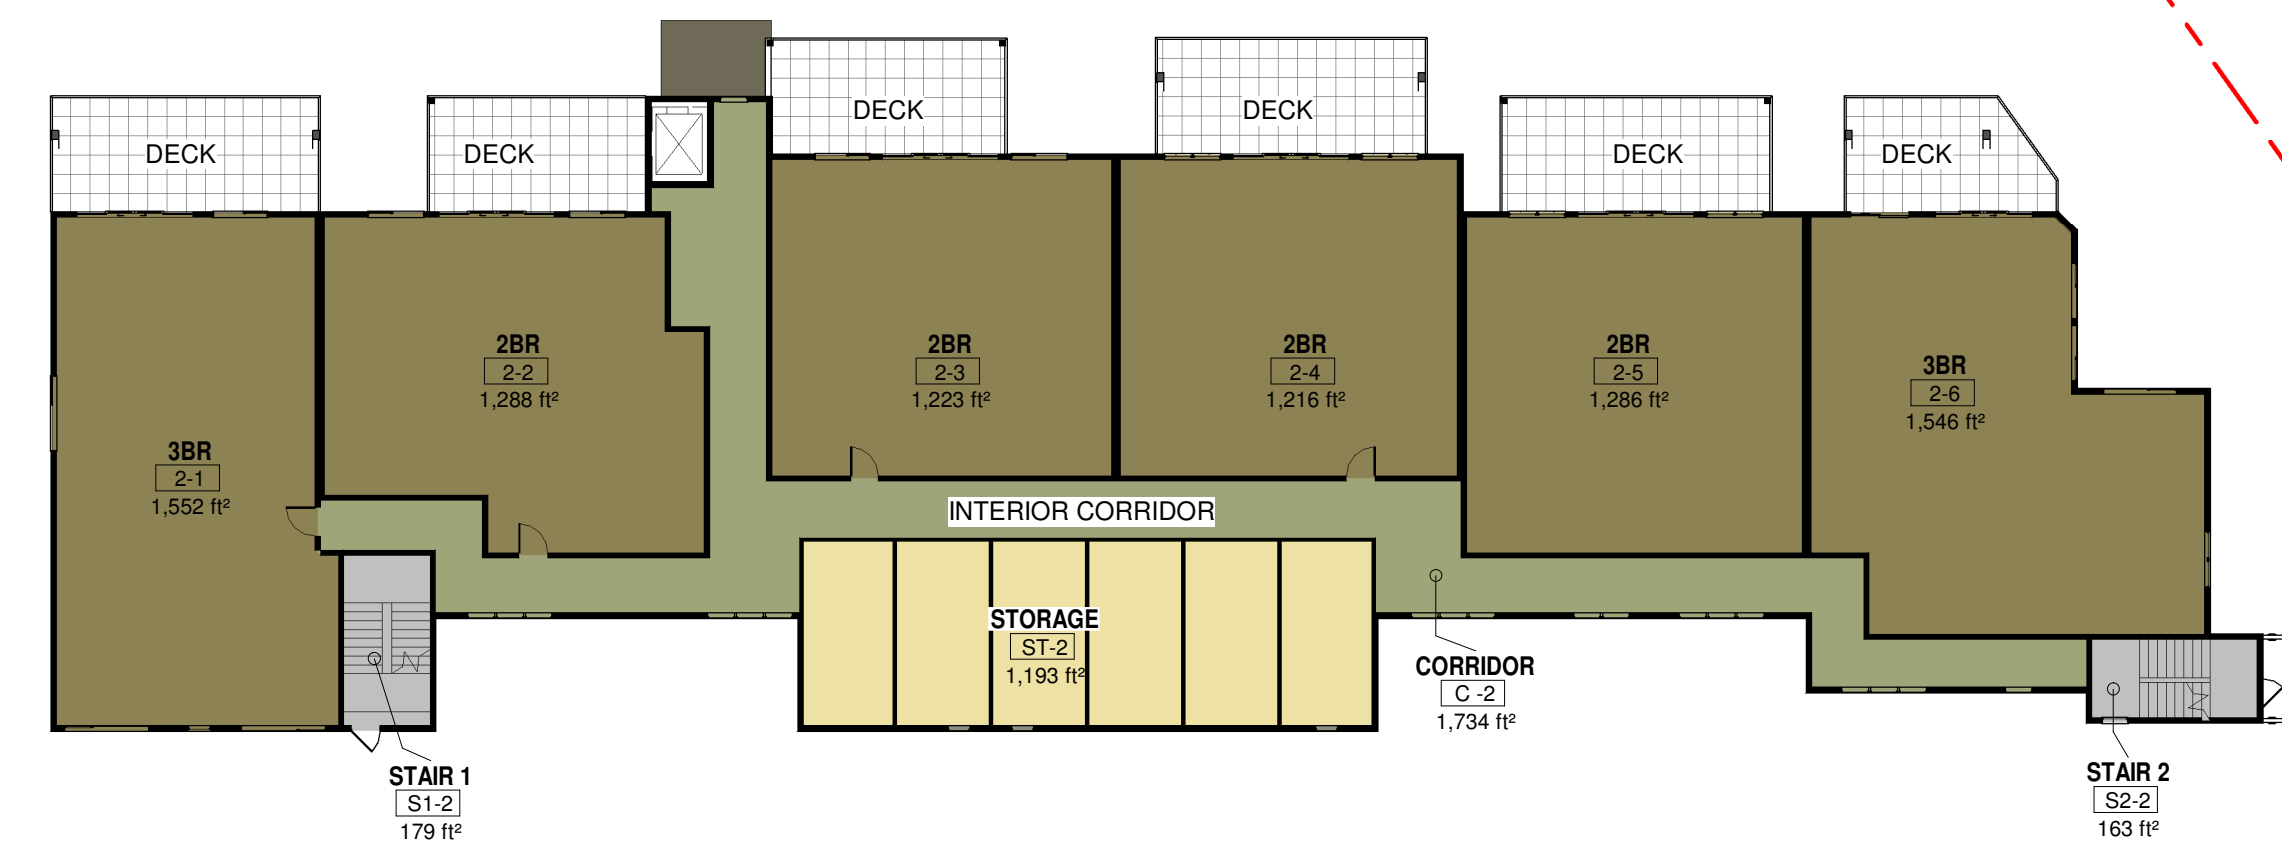 DECK
DECK
DECK
DECK
DECK
DECK
3BR
2-1
1,552 ft²
2BR
2-2
1,288 ft²
2BR
2-3
1,223 ft²
2BR
2-4
1,216 ft²
2BR
2-5
1,286 ft²
3BR
2-6
1,546 ft²
INTERIOR CORRIDOR
STORAGE
ST-2
1,193 ft²
CORRIDOR
C -2
1,734 ft²
STAIR 1
S1-2
179 ft²
STAIR 2
S2-2
163 ft²